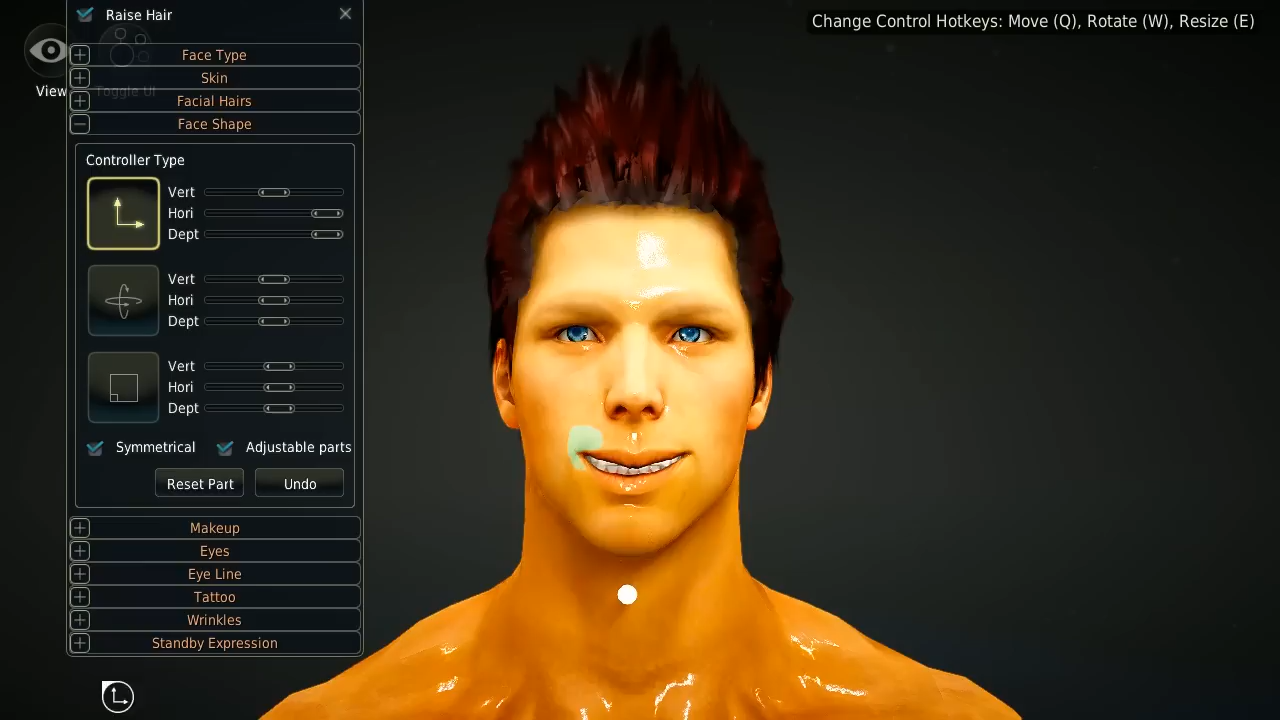 Raise Hair
Change Control Hotkeys: Move (Q), Rotate (W), Resize (E)
View
Toggle UI
Face Type
Skin
Facial Hairs
Face Shape
Controller Type
Vert
Hori
Dept
Vert
Hori
Dept
Vert
Hori
Dept
Symmetrical
Adjustable parts
Reset Part
Undo
Makeup
Eyes
Eye Line
Tattoo
Wrinkles
Standby Expression